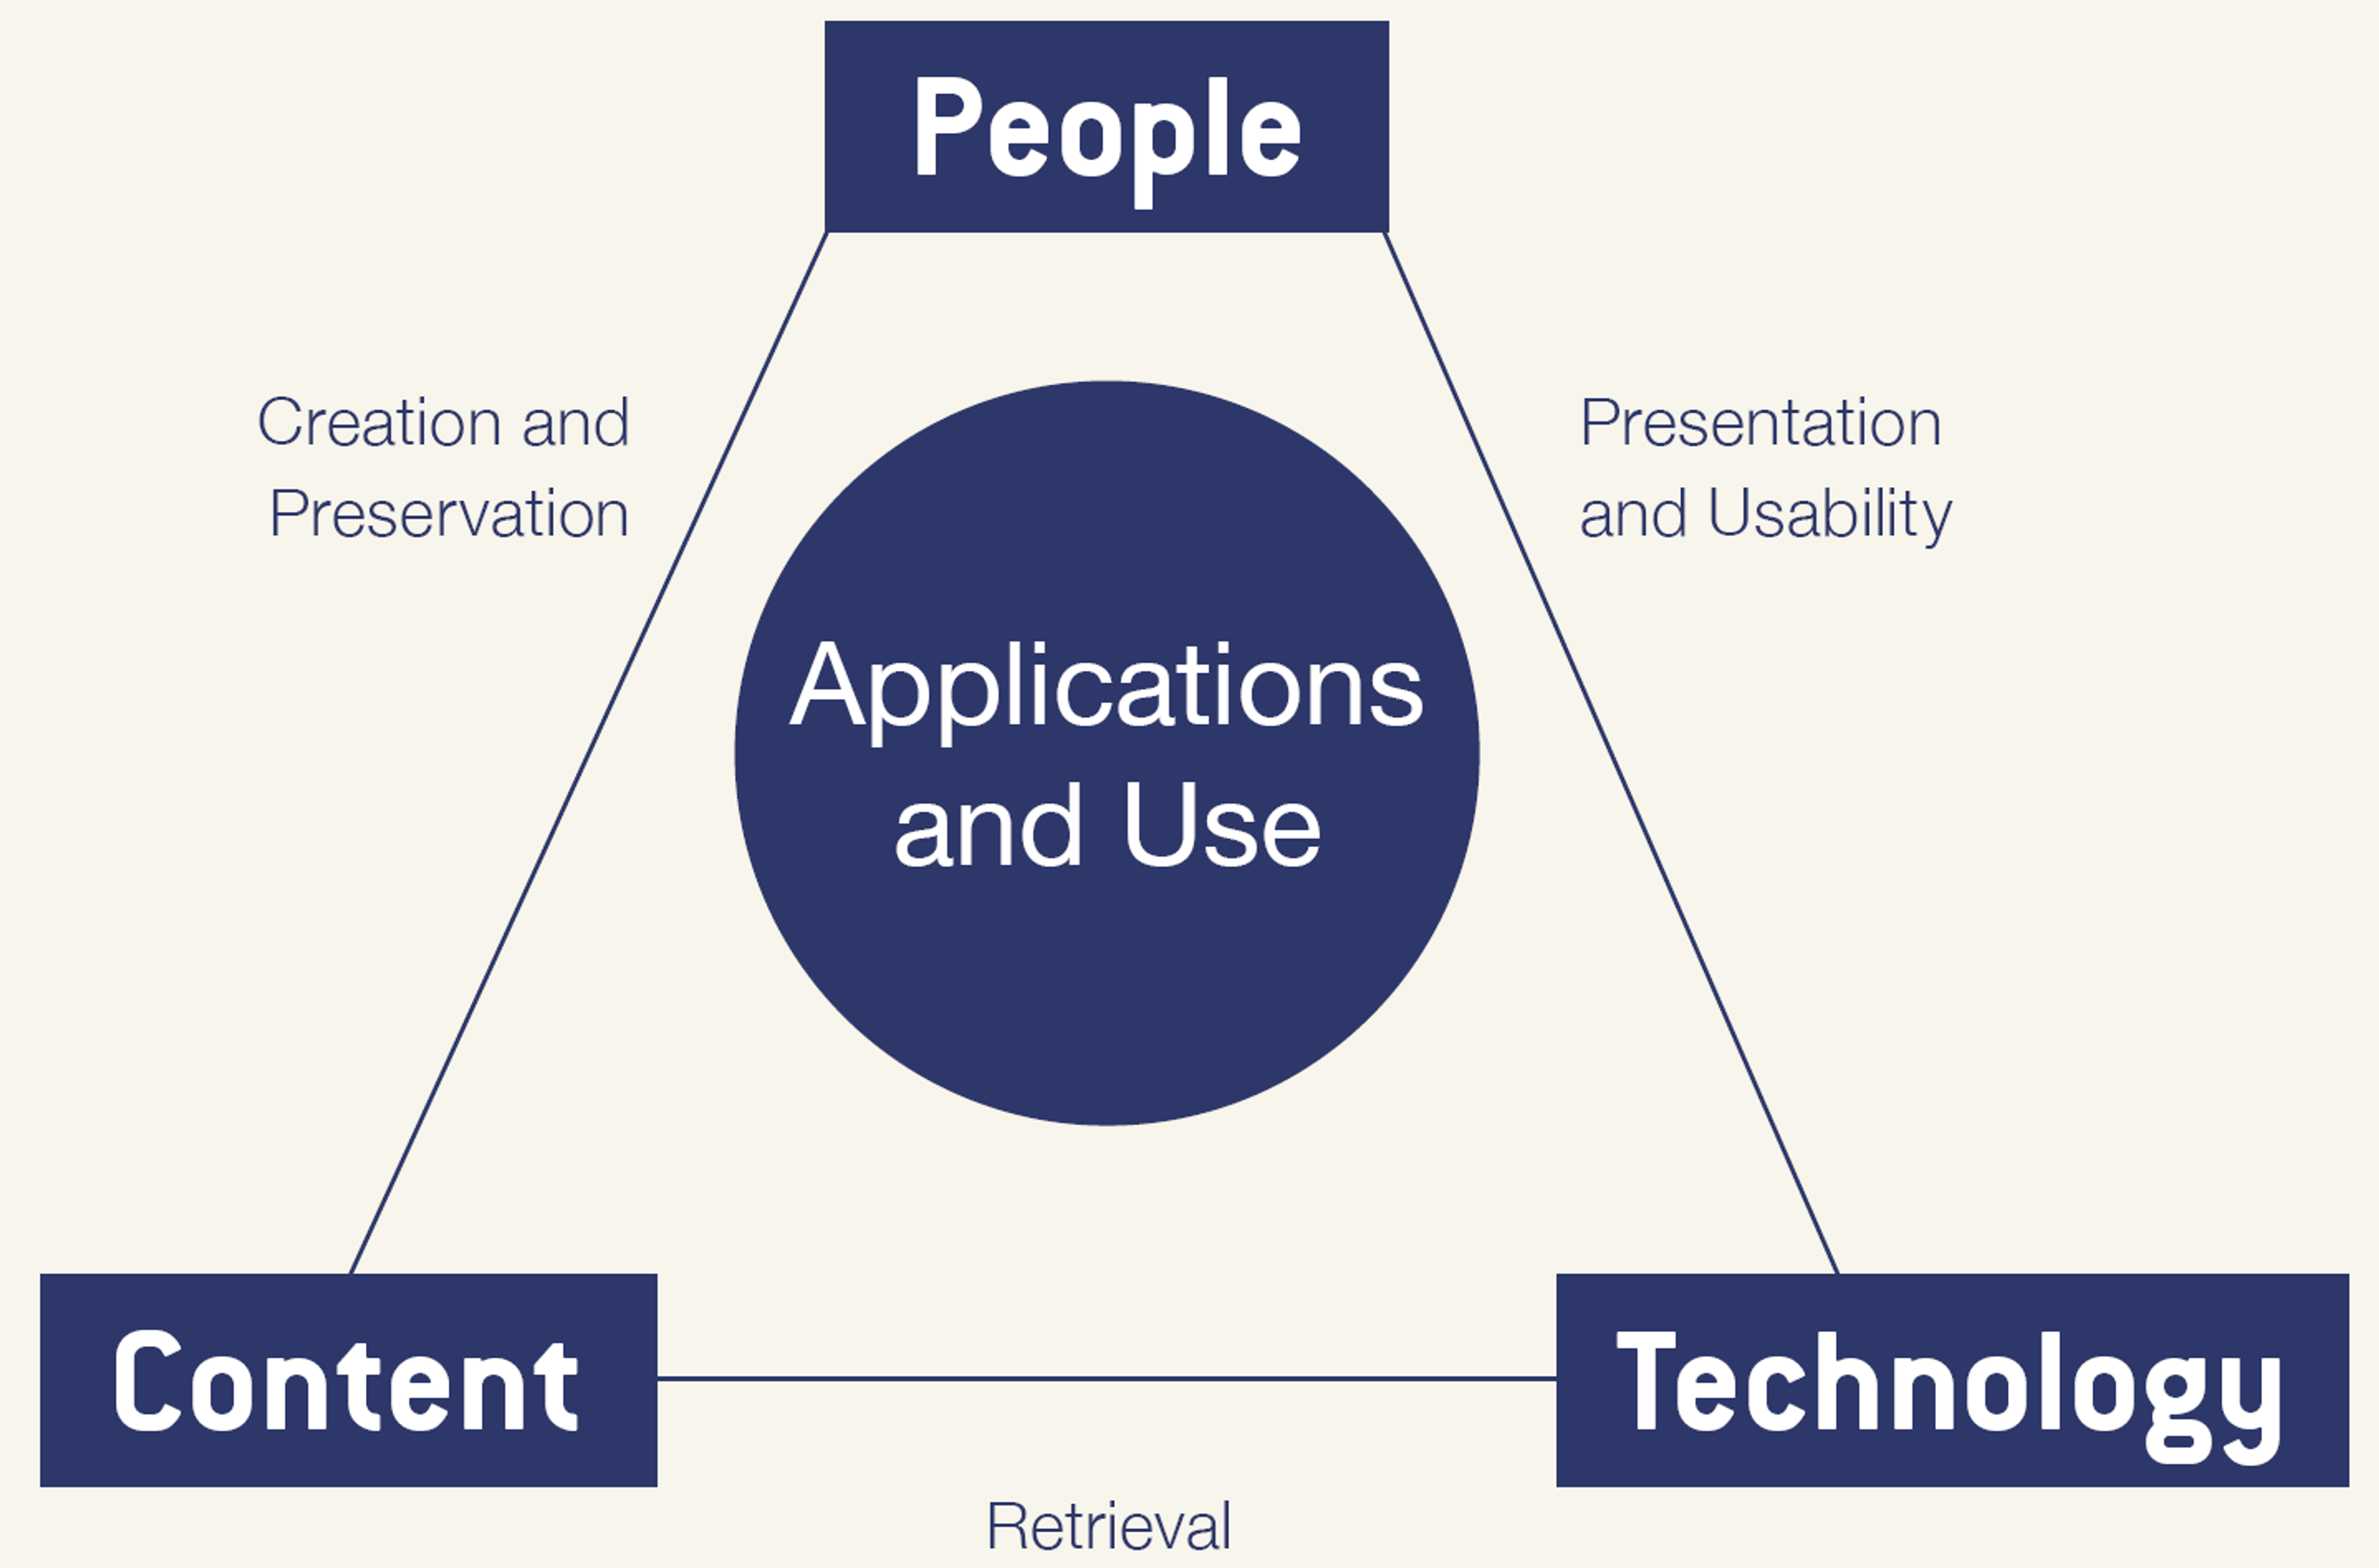 People
Creation and
Preservation
Presentation
and Usability
Applications
and Use
Content
Technology
Retrieval